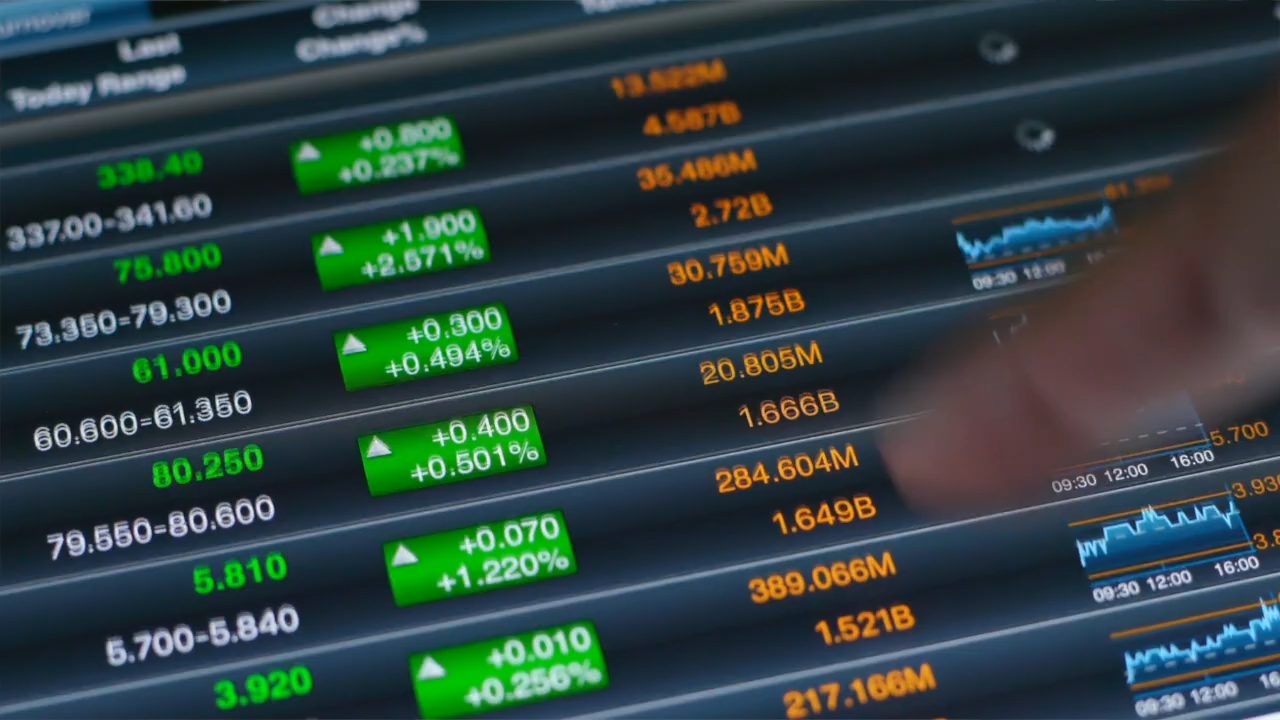 Turnover
Last
Change
Today Range
Change%
338.40
+0.800
13.522M
337.00-341.60
+0.237%
4.587B
75.800
+1.900
35.486M
73.350-79.300
+2.571%
2.72B
61.000
+0.300
30.759M
09:30 12:00
60.600-61.350
+0.494%
1.875B
80.250
+0.400
20.805M
79.550-80.600
+0.501%
1.666B
5.810
+0.070
284.604M
5.700
5.700-5.840
+1.220%
1.649B
09:30 12:00 16:00
3.920
+0.010
389.066M
+0.256%
1.521B
09:30 12:00 16:00
217.166M
09:30 12:00